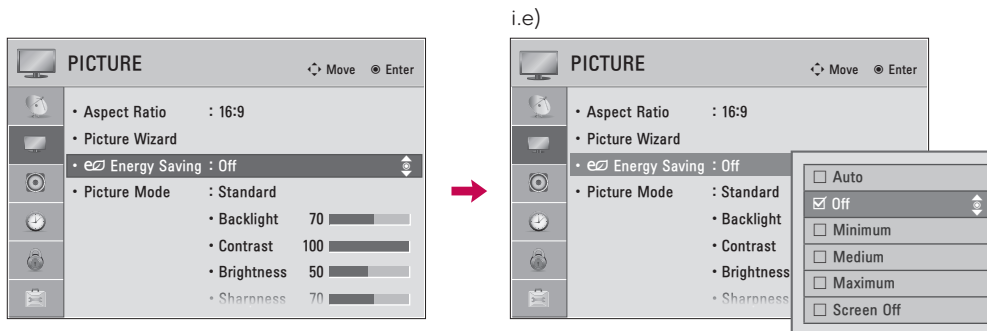 i.e)
PICTURE
Move Enter
• Aspect Ratio : 16:9
• Picture Wizard
• Energy Saving : Off
• Picture Mode : Standard
• Backlight 70
• Contrast 100
• Brightness 50
• Sharpness 70
PICTURE
Move Enter
• Aspect Ratio : 16:9
• Picture Wizard
• Energy Saving : Off
• Picture Mode : Standard
• Backlight
• Contrast
• Brightness
• Sharpness
Auto
Off
Minimum
Medium
Maximum
Screen Off